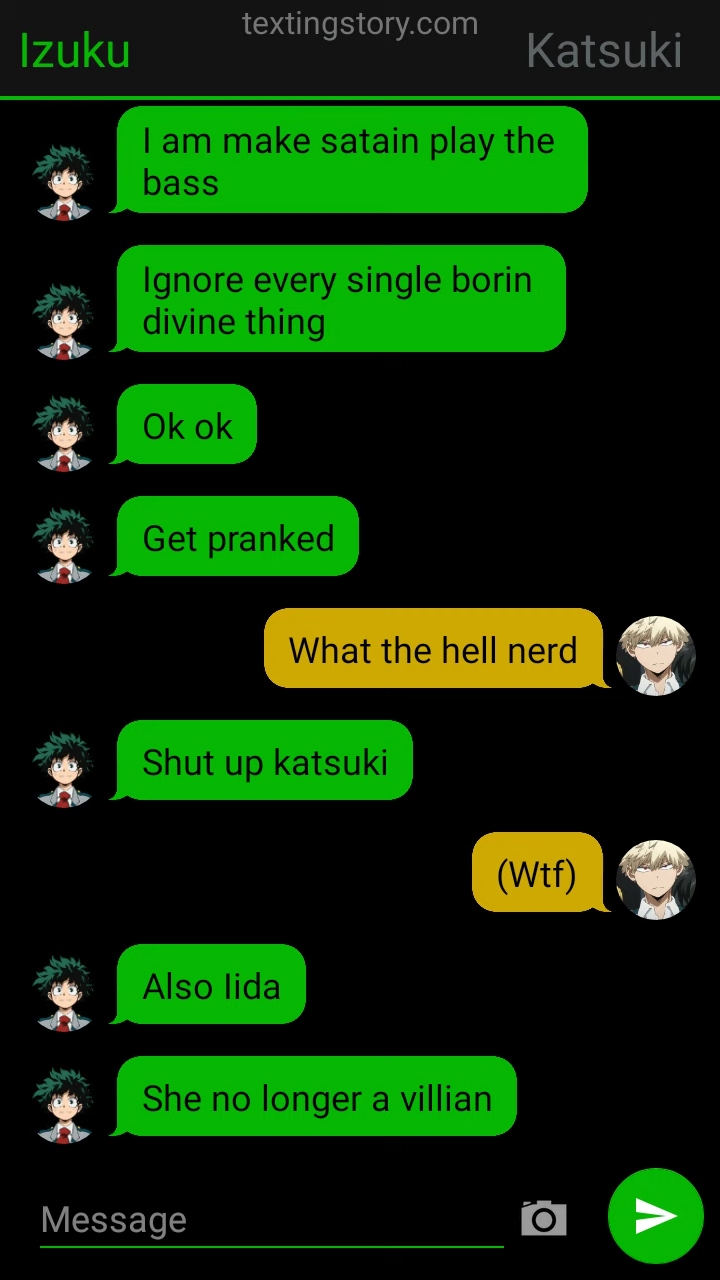 textingstory.com
Izuku
Katsuki
I am make satain play the
bass
Ignore every single borin
divine thing
Ok ok
Get pranked
What the hell nerd
Shut up katsuki
(Wtf)
Also Iida
She no longer a villian
Message